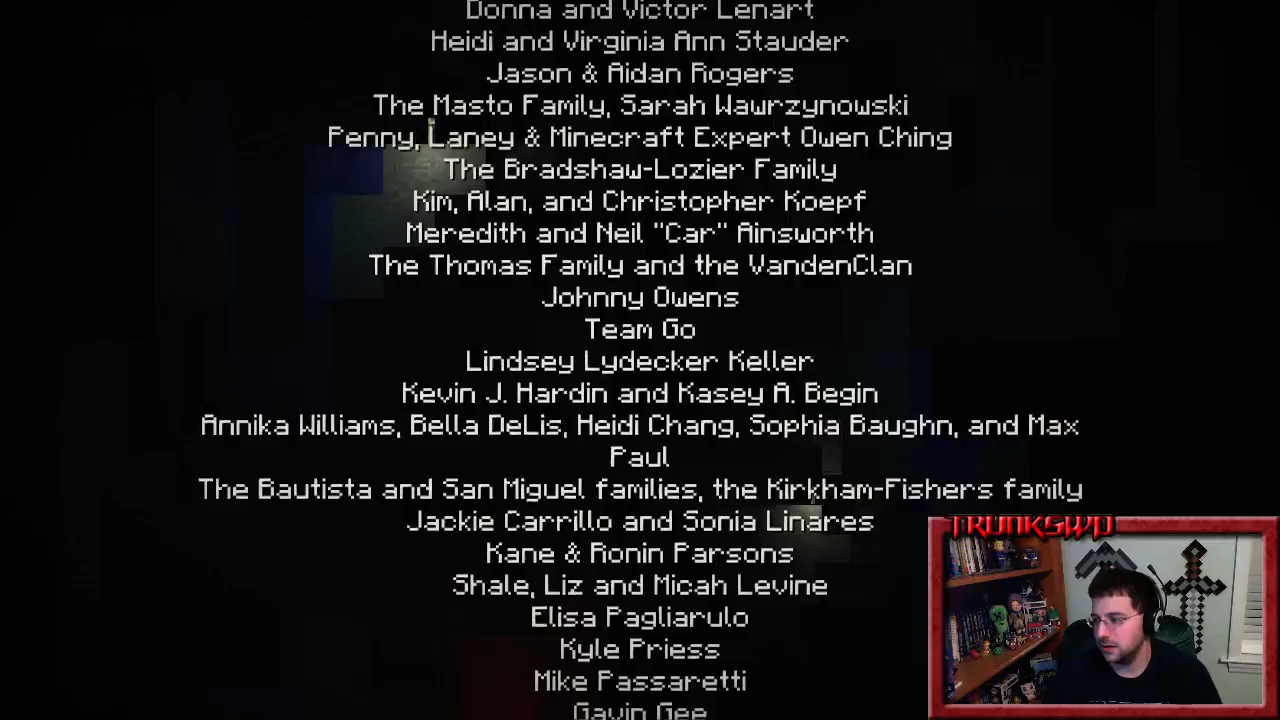 Donna and Victor Lenart
Heidi and Virginia Ann Stauder
Jason & Aidan Rogers
The Masto Family, Sarah Wawrzynowski
Penny, Laney & Minecraft Expert Owen Ching
The Bradshaw-Lozier Family
Kim, Alan, and Christopher Koepf
Meredith and Neil "Car" Ainsworth
The Thomas Family and the VandenClan
Johnny Owens
Team Go
Lindsey Lydecker Keller
Kevin J. Hardin and Kasey A. Begin
Annika Williams, Bella DeLis, Heidi Chang, Sophia Baughn, and Max
Paul
The Bautista and San Miguel families, the Kirkham-Fishers family
Jackie Carrillo and Sonia Linares
TRUNKSWD
Kane & Ronin Parsons
Shale, Liz and Micah Levine
Elisa Pagliarulo
Kyle Priess
Mike Passaretti
Gavin Gee